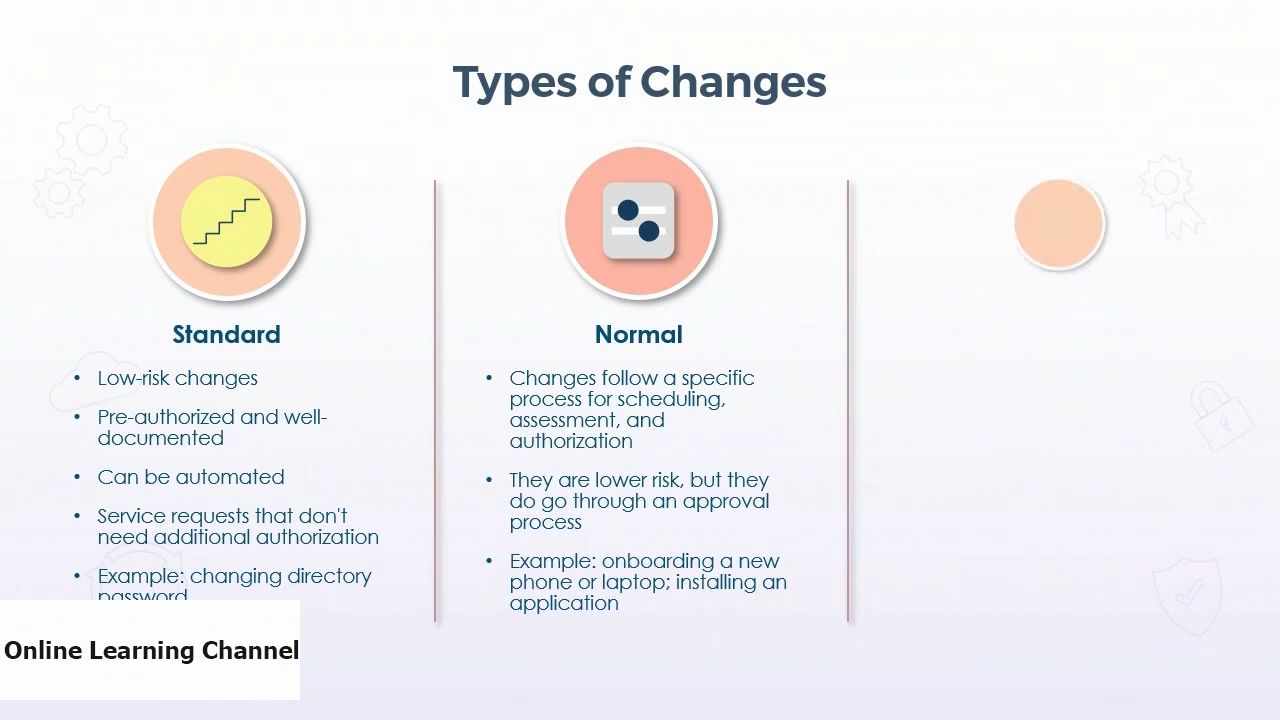 Types of Changes
Standard
• Low-risk changes
• Pre-authorized and well-
documented
• Can be automated
• Service requests that don't
need additional authorization
• Example: changing directory
password
Normal
• Changes follow a specific
process for scheduling,
assessment, and
authorization
• They are lower risk, but they
do go through an approval
process
• Example: onboarding a new
phone or laptop; installing an
application
Online Learning Channel